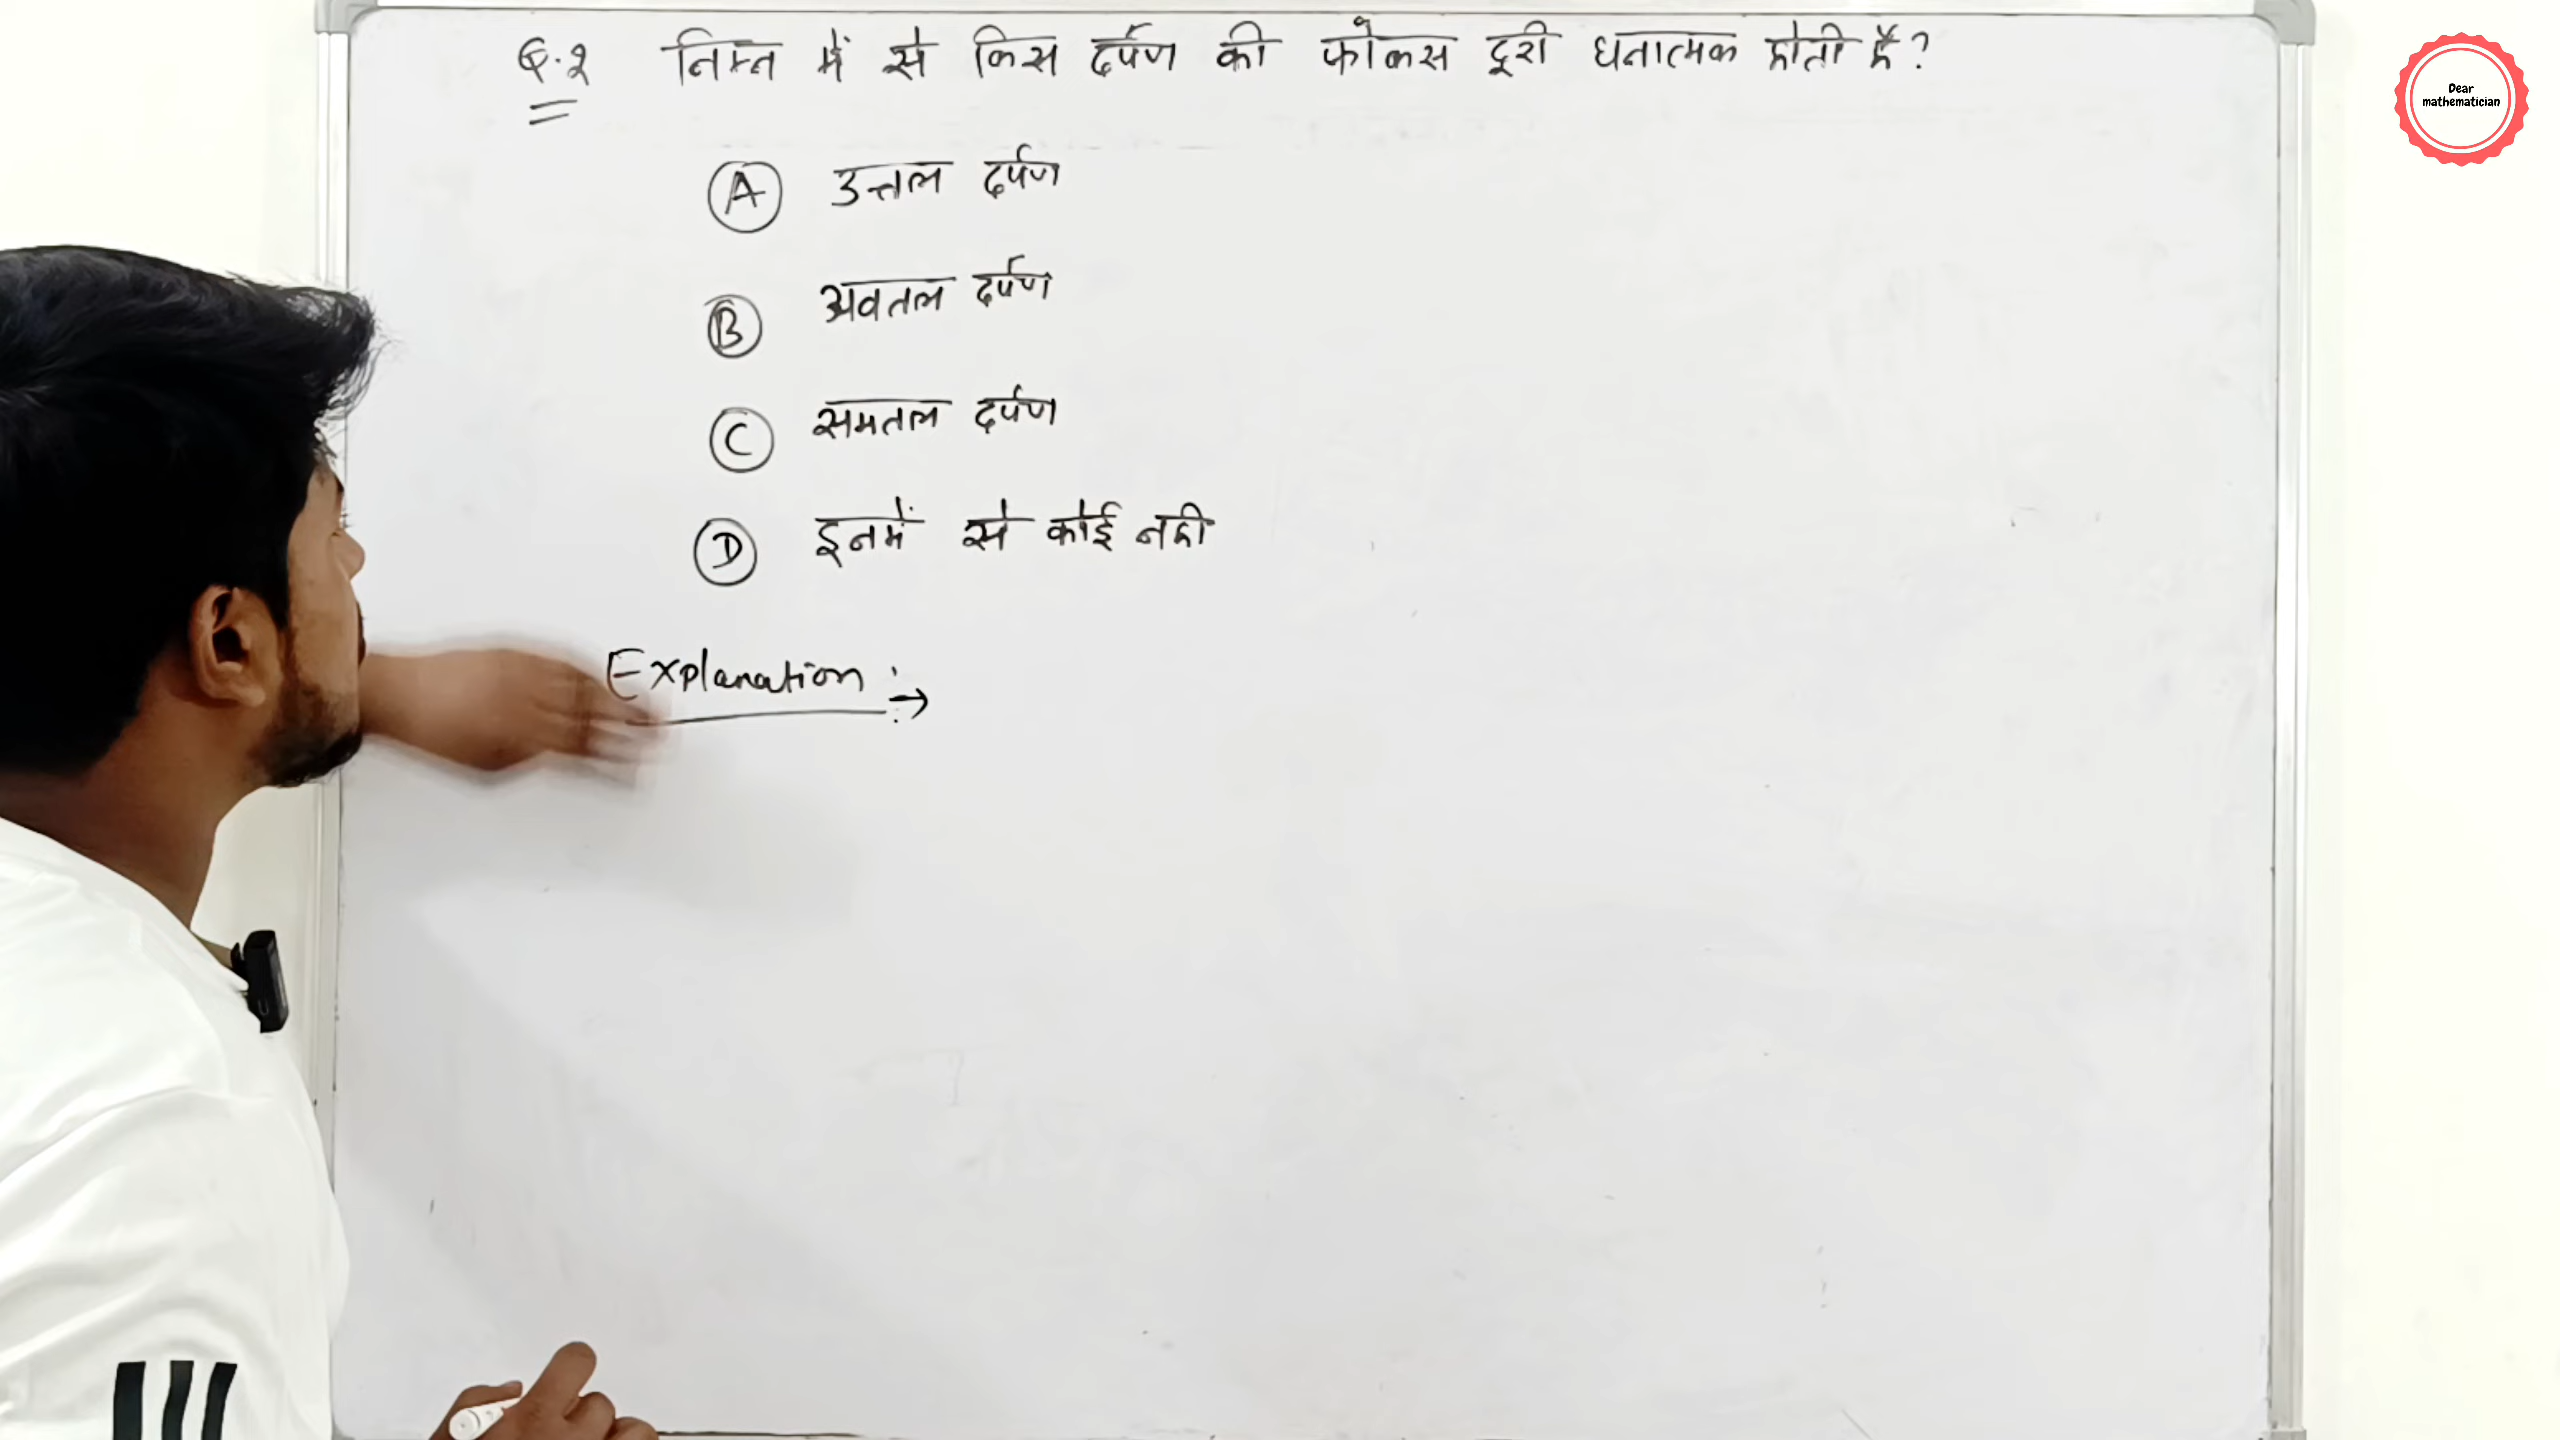 Q.2 निम्न में से किस दर्पण की फोकस दूरी धनात्मक होती है?
Dear
mathematician
A उत्तल दर्पण
B अवतल दर्पण
C समतल दर्पण
D इनमें से कोई नही
Explanation :→